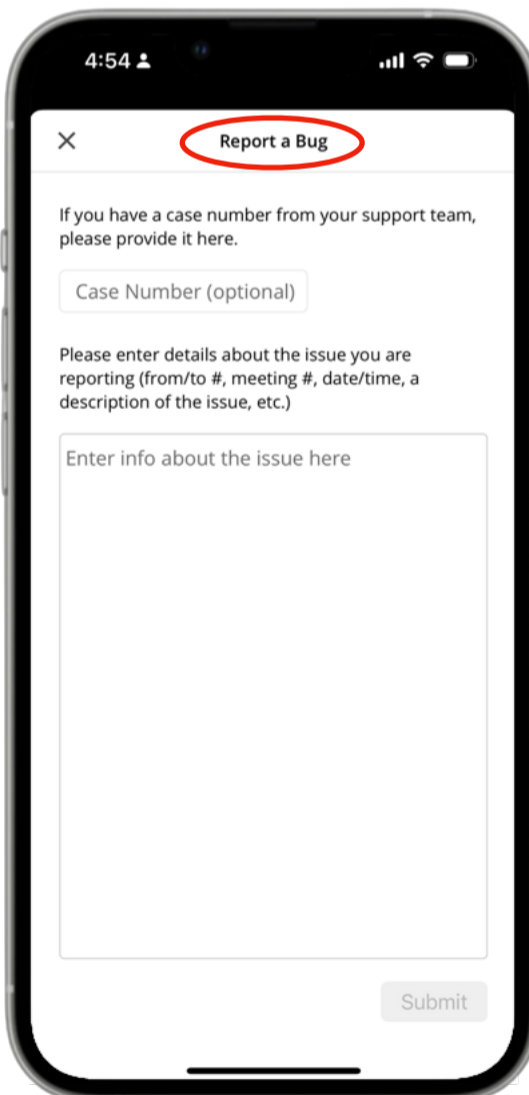 4:54
Report a Bug
If you have a case number from your support team,
please provide it here.
Case Number (optional)
Please enter details about the issue you are
reporting (from/to #, meeting #, date/time, a
description of the issue, etc.)
Enter info about the issue here
Submit